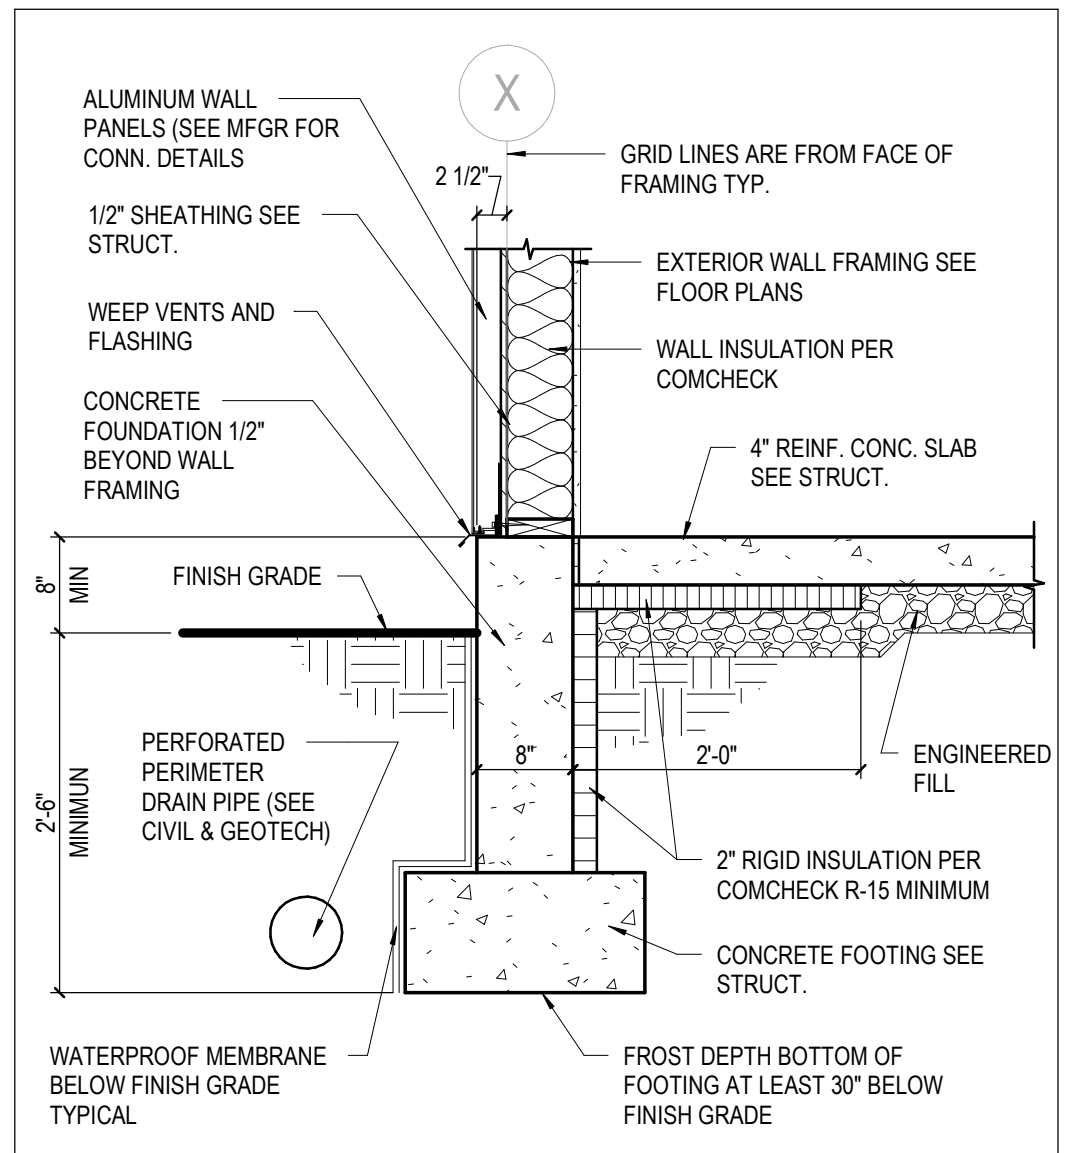 X
ALUMINUM WALL
PANELS (SEE MFGR FOR
CONN. DETAILS
GRID LINES ARE FROM FACE OF
FRAMING TYP.
2 1/2"
1/2" SHEATHING SEE
STRUCT.
EXTERIOR WALL FRAMING SEE
FLOOR PLANS
WEEP VENTS AND
FLASHING
WALL INSULATION PER
COMCHECK
CONCRETE
FOUNDATION 1/2"
BEYOND WALL
FRAMING
4" REINF. CONC. SLAB
SEE STRUCT.
8"
MIN
FINISH GRADE
PERFORATED
PERIMETER
DRAIN PIPE (SEE
CIVIL & GEOTECH)
8"
2'-0"
ENGINEERED
FILL
2'-6"
MINIMUN
2" RIGID INSULATION PER
COMCHECK R-15 MINIMUM
CONCRETE FOOTING SEE
STRUCT.
WATERPROOF MEMBRANE
BELOW FINISH GRADE
TYPICAL
FROST DEPTH BOTTOM OF
FOOTING AT LEAST 30" BELOW
FINISH GRADE